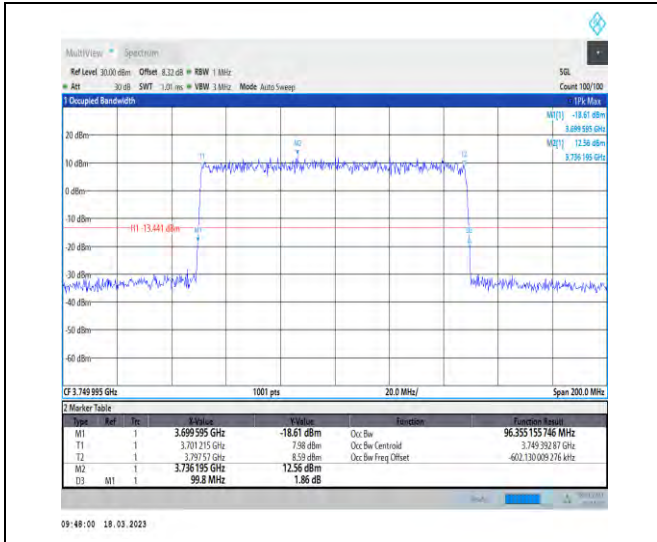 MultiView Spectrum
Ref Level 30.00 dBm Offset 8.32 dB RBW 1 MHz SGL
Att 30 dB SWT 1.01 ms VBW 3 MHz Mode Auto Sweep Count 100/100
1 Occupied Bandwidth 1Pk Max
M1[1] -18.61 dBm
3.699 595 GHz
M2[1] 12.56 dBm
3.736 195 GHz
20 dBm
M2
T1
T2
10 dBm
0 dBm
-10 dBm
H1 -13.441 dBm
M1
-20 dBm
-30 dBm
-40 dBm
-50 dBm
-60 dBm
CF 3.749 995 GHz 1001 pts 20.0 MHz/ Span 200.0 MHz
2 Marker Table
Type Ref Trc X-Value Y-Value Function Function Result
M1 1 3.699 595 GHz -18.61 dBm Occ Bw 96.355 155 746 MHz
T1 1 3.701 215 GHz 7.98 dBm Occ Bw Centroid 3.749 392 87 GHz
T2 1 3.797 57 GHz 8.59 dBm Occ Bw Freq Offset -602.130 009 276 kHz
M2 1 3.736 195 GHz 12.56 dBm
D3 M1 1 99.8 MHz 1.86 dB
09:48:00 18.03.2023